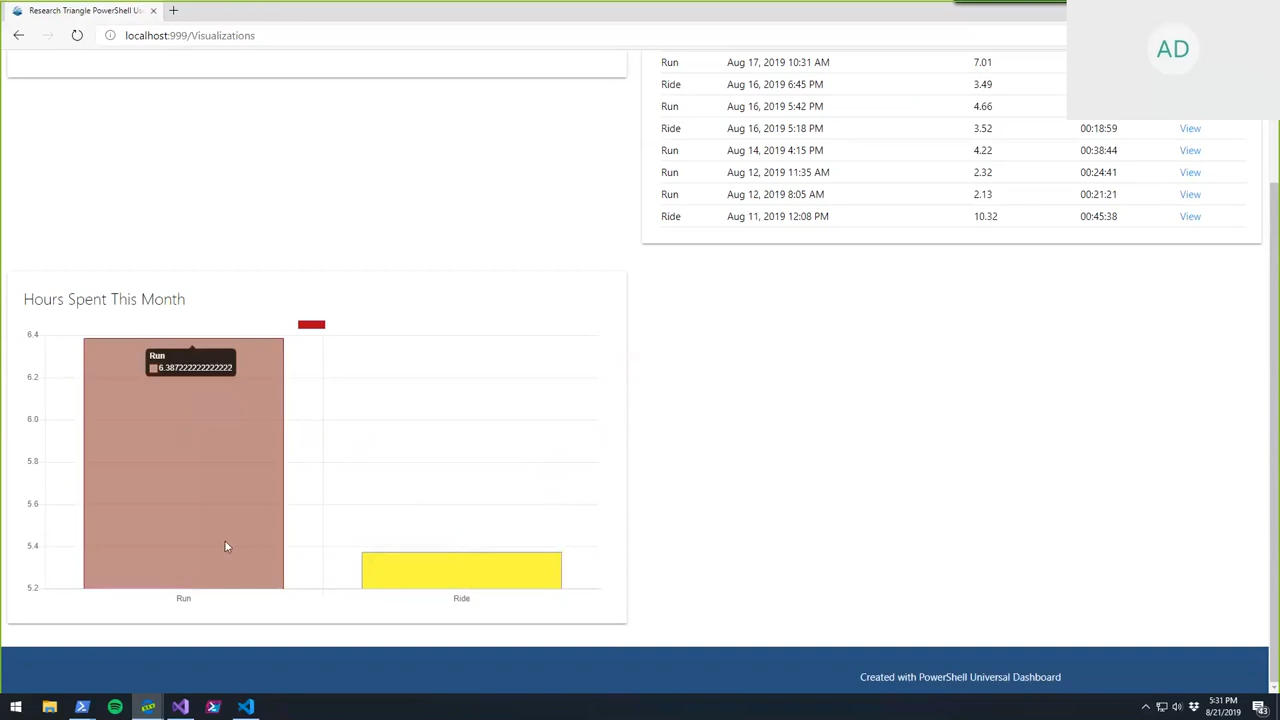 Research Triangle PowerShell Us
localhost:999/Visualizations
AD
Run Aug 17, 2019 10:31 AM 7.01
Ride Aug 16, 2019 6:45 PM 3.49
Run Aug 16, 2019 5:42 PM 4.66
Ride Aug 16, 2019 5:18 PM 3.52 00:18:59 View
Run Aug 14, 2019 4:15 PM 4.22 00:38:44 View
Run Aug 12, 2019 11:35 AM 2.32 00:24:41 View
Run Aug 12, 2019 8:05 AM 2.13 00:21:21 View
Ride Aug 11, 2019 12:08 PM 10.32 00:45:38 View
Hours Spent This Month
6.4
Run
6.387222222222222
6.2
6.0
5.8
5.6
5.4
5.2
Run Ride
Created with PowerShell Universal Dashboard
5:31 PM
8/21/2019
43